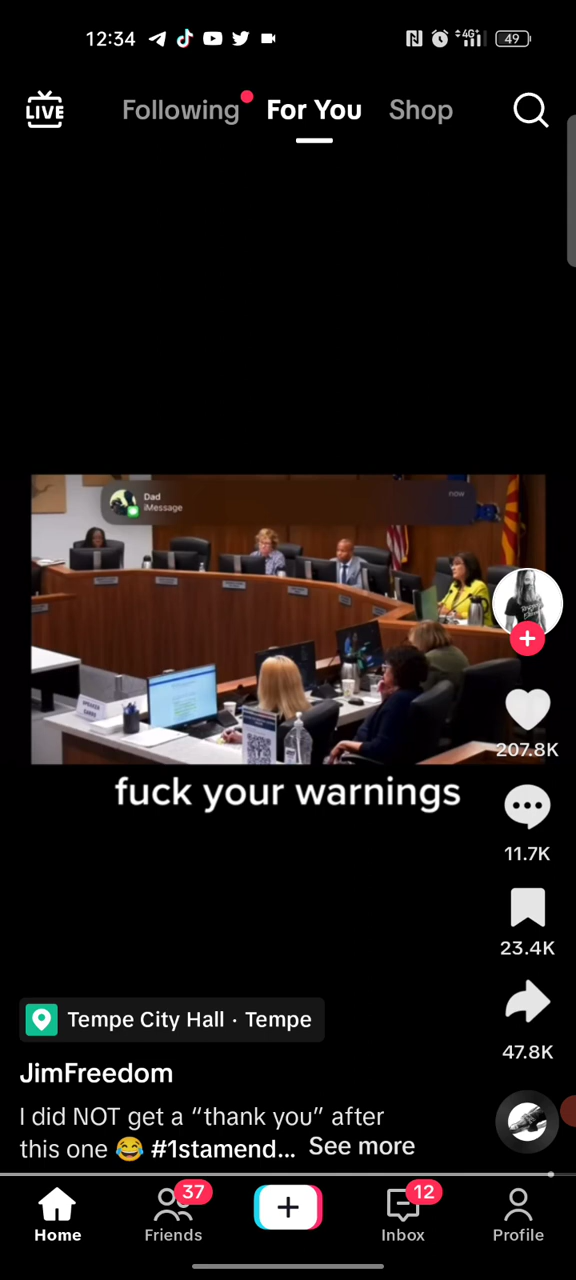 12:34
4G+
49
LIVE
Following
For You
Shop
Dad
now
iMessage
fuck your warnings
207.8K
11.7K
23.4K
47.8K
Tempe City Hall · Tempe
JimFreedom
I did NOT get a “thank you” after
this one 😂 #1stamend... See more
37
12
Home
Friends
Inbox
Profile